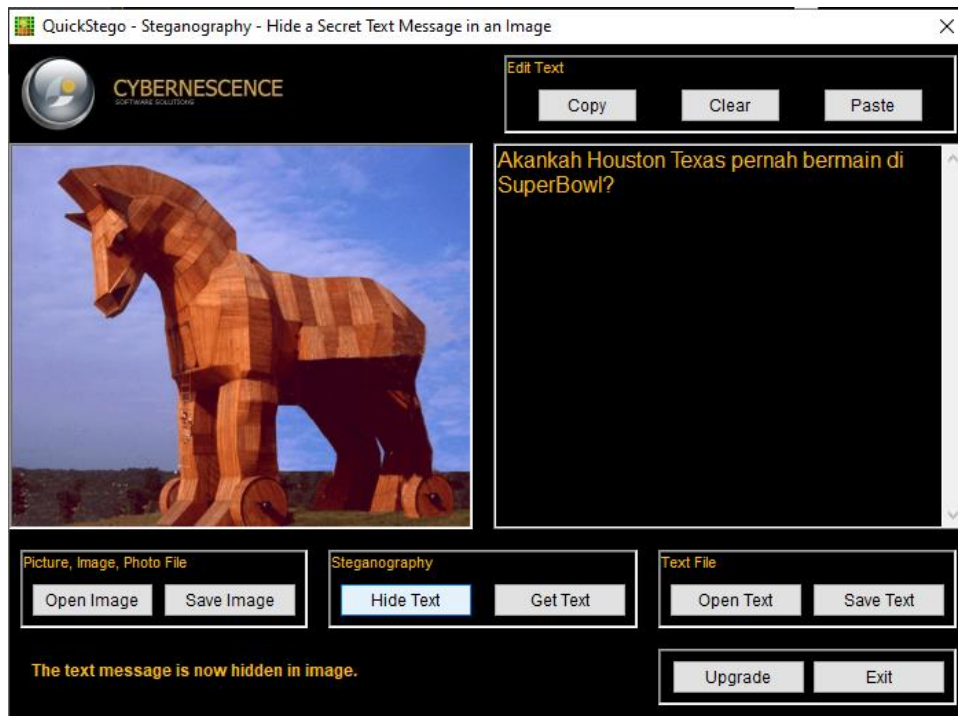 QuickStego - Steganography - Hide a Secret Text Message in an Image
CYBERNESCENCE
SOFTWARE SOLUTIONS
Edit Text
Copy
Clear
Paste
Akankah Houston Texas pernah bermain di
SuperBowl?
Picture, Image, Photo File
Open Image
Save Image
Steganography
Hide Text
Get Text
Text File
Open Text
Save Text
The text message is now hidden in image.
Upgrade
Exit